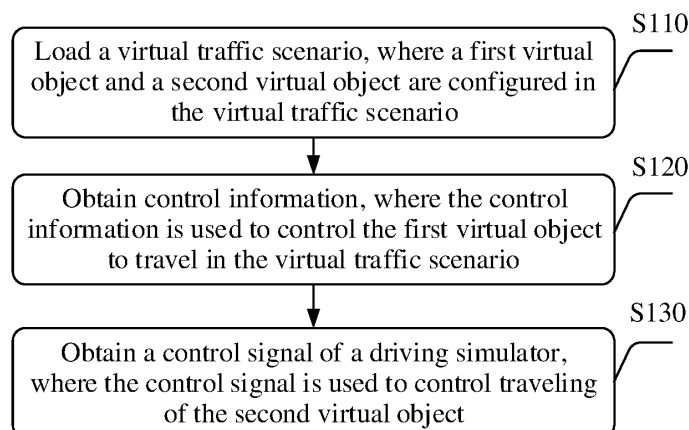 S110
Load a virtual traffic scenario, where a first virtual
object and a second virtual object are configured in
the virtual traffic scenario
S120
Obtain control information, where the control
information is used to control the first virtual object
to travel in the virtual traffic scenario
S130
Obtain a control signal of a driving simulator,
where the control signal is used to control traveling
of the second virtual object